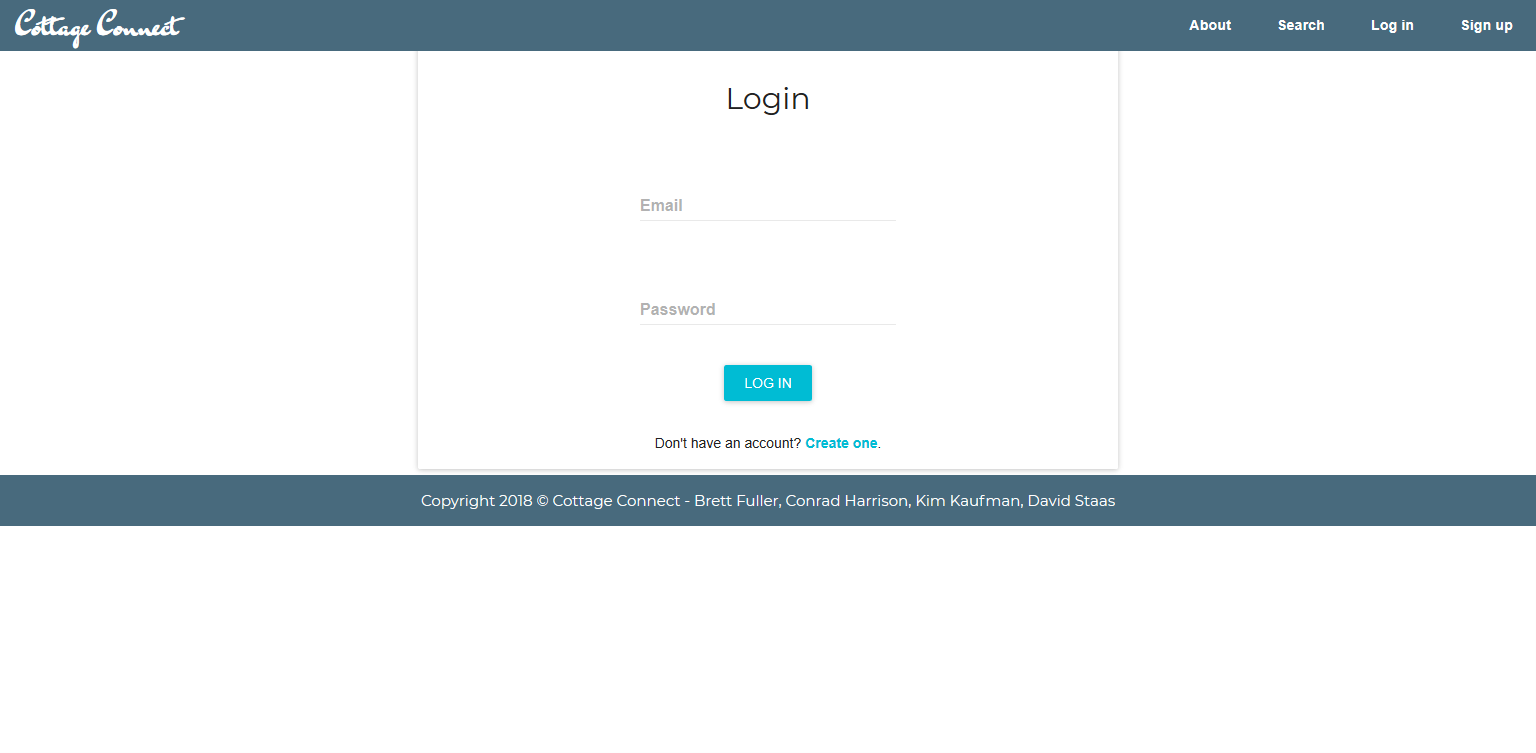 Cottage Connect
About
Search
Log in
Sign up
Login
Email
Password
LOG IN
Don't have an account? Create one.
Copyright 2018 © Cottage Connect - Brett Fuller, Conrad Harrison, Kim Kaufman, David Staas